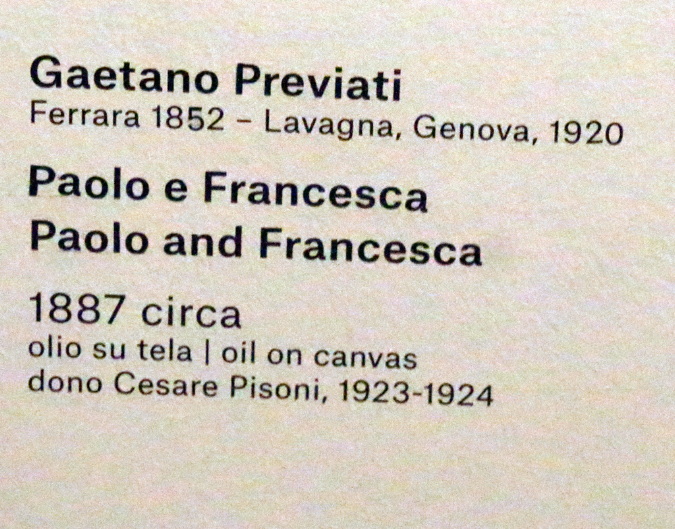 Gaetano Previati
Ferrara 1852 – Lavagna, Genova, 1920
Paolo e Francesca
Paolo and Francesca
1887 circa
olio su tela | oil on canvas
dono Cesare Pisoni, 1923-1924